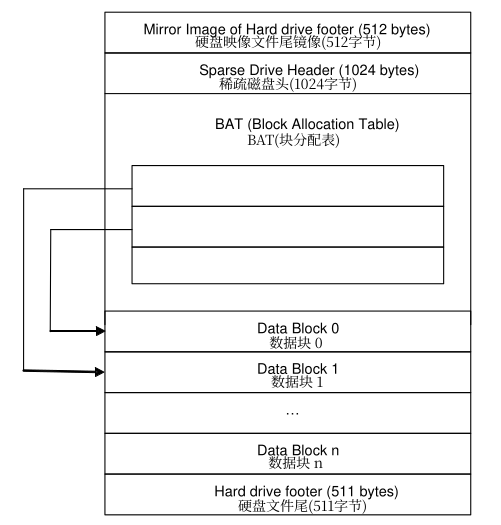 Mirror Image of Hard drive footer (512 bytes)
硬盘映像文件尾镜像(512字节)
Sparse Drive Header (1024 bytes)
稀疏磁盘头(1024字节)
BAT (Block Allocation Table)
BAT(块分配表)
Data Block 0
数据块 0
Data Block 1
数据块 1
...
Data Block n
数据块 n
Hard drive footer (511 bytes)
硬盘文件尾(511字节)